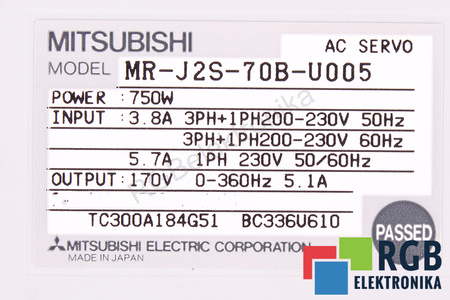 MITSUBISHI AC SERVO
MODEL MR-J2S-70B-U005
POWER :750W
INPUT :3.8A 3PH+1PH200-230V 50Hz
3PH+1PH200-230V 60Hz
5.7A 1PH 230V 50/60Hz
OUTPUT:170V 0-360Hz 5.1A
TC300A184G51 BC336U610
MITSUBISHI ELECTRIC CORPORATION
MADE IN JAPAN
PASSED
RGB
ELEKTRONIKA